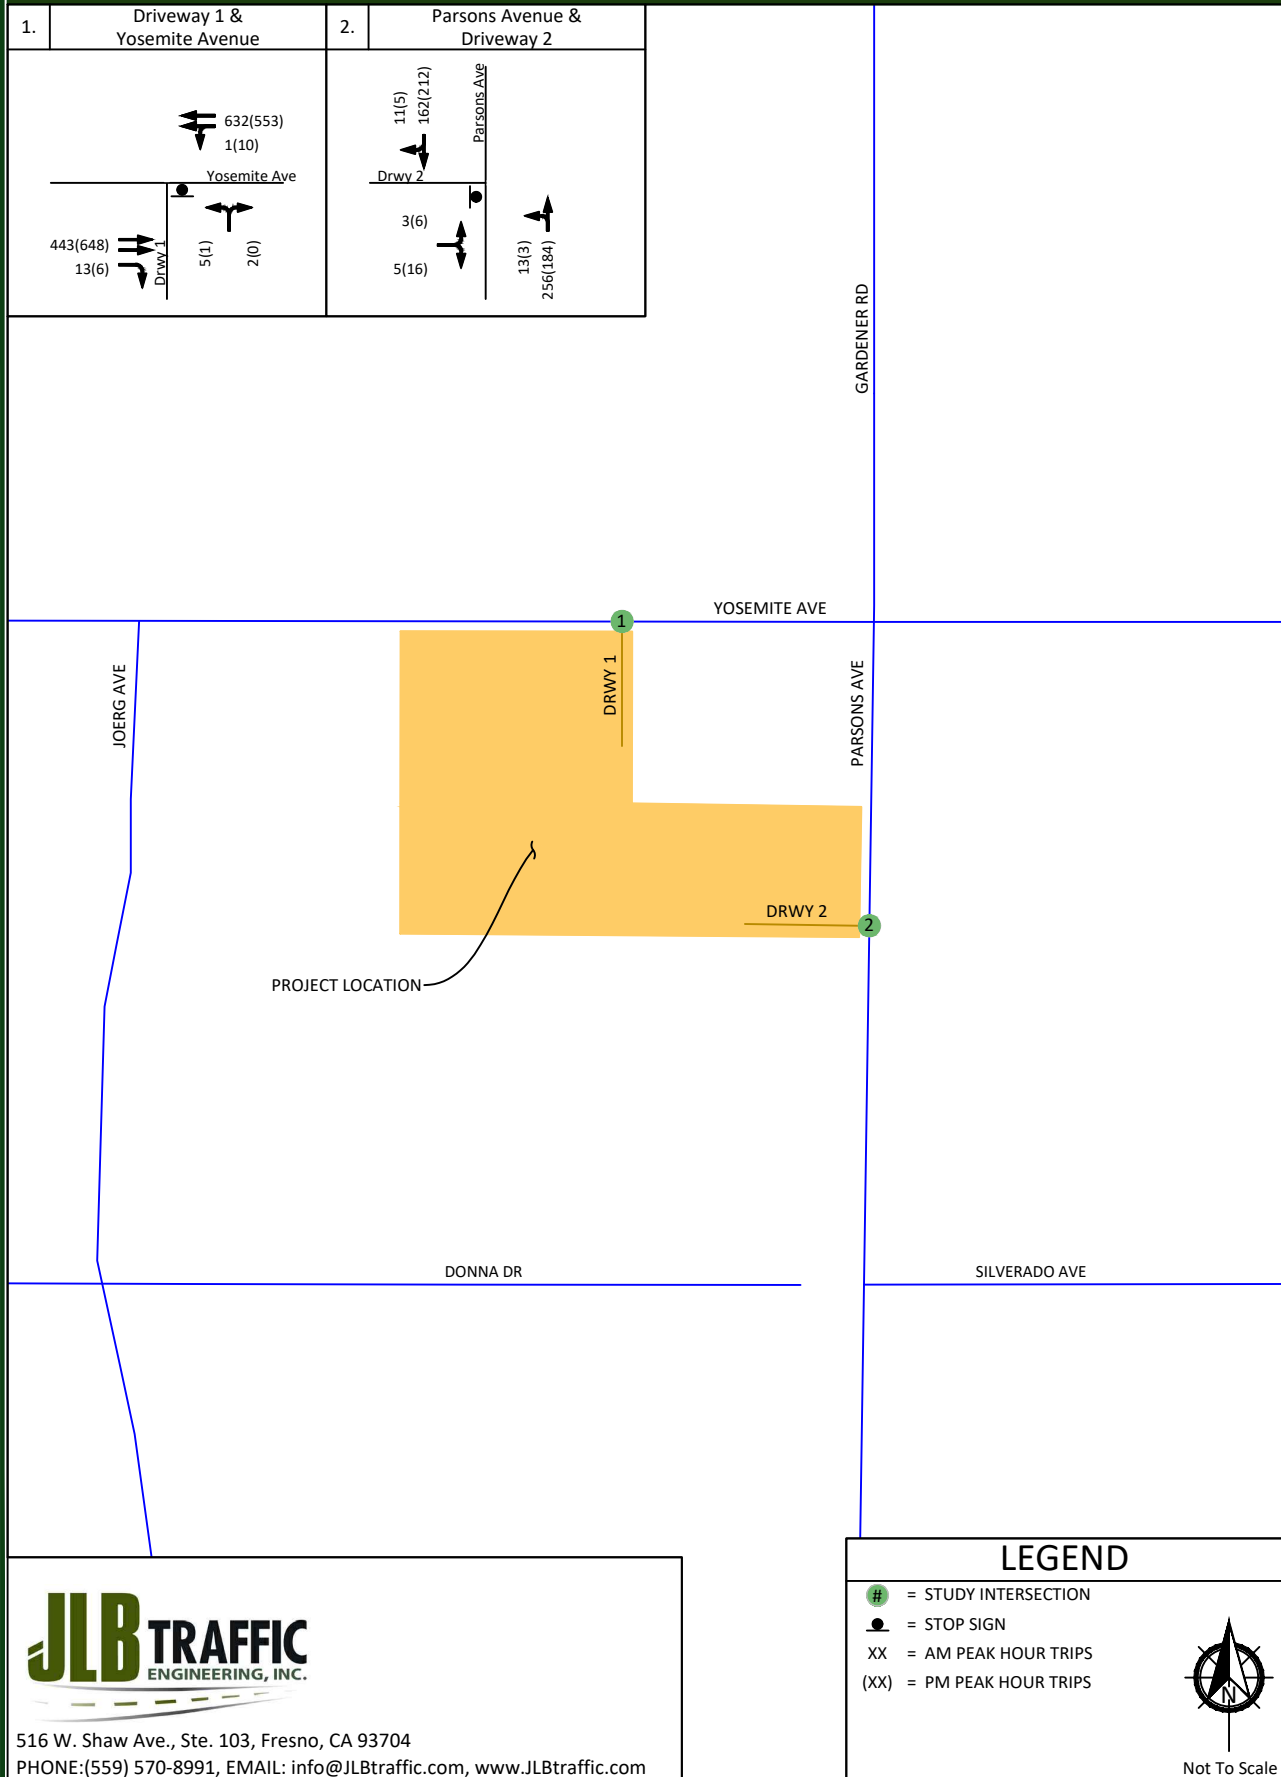 1.
Driveway 1 &
Yosemite Avenue
2.
Parsons Avenue &
Driveway 2
632(553)
1(10)
Yosemite Ave
443(648)
13(6)
Drwy 1
5(1)
2(0)
11(5)
162(212)
Parsons Ave
Drwy 2
3(6)
5(16)
13(3)
256(184)
GARDENER RD
YOSEMITE AVE
1
DRWY 1
JOERG AVE
PARSONS AVE
DRWY 2
2
PROJECT LOCATION
DONNA DR
SILVERADO AVE
LEGEND
# = STUDY INTERSECTION
= STOP SIGN
XX = AM PEAK HOUR TRIPS
(XX) = PM PEAK HOUR TRIPS
N
Not To Scale
JLB TRAFFIC
ENGINEERING, INC.
516 W. Shaw Ave., Ste. 103, Fresno, CA 93704
PHONE:(559) 570-8991, EMAIL: info@JLBtraffic.com, www.JLBtraffic.com